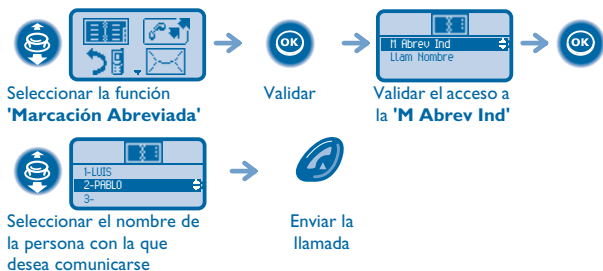 OK
M Abrev Ind
Llam Nombre
OK
Seleccionar la función
'Marcación Abreviada'
Validar
Validar el acceso a
la 'M Abrev Ind'
1-LUIS
2-PABLO
3-
Seleccionar el nombre de
la persona con la que
desea comunicarse
Enviar la
llamada